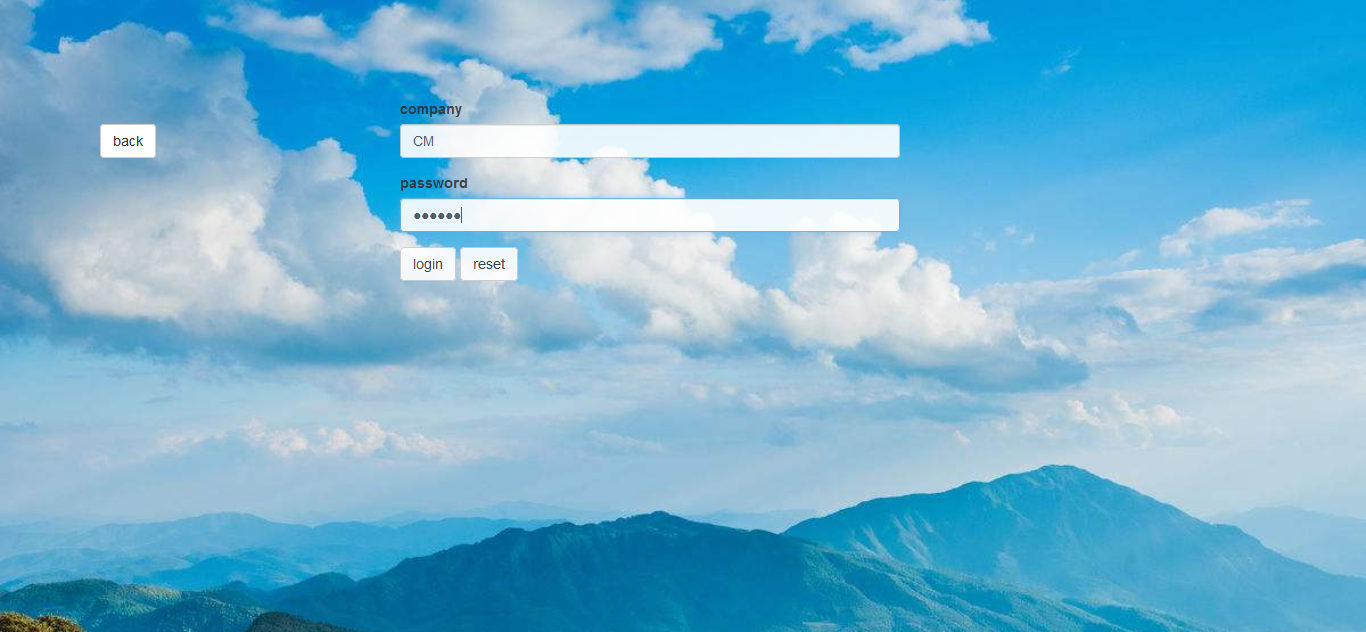 company
back
CM
password
●●●●●●
login reset